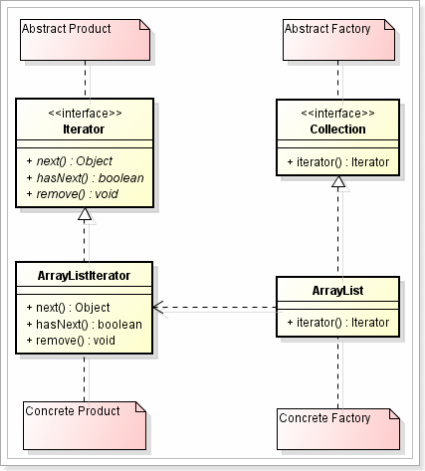 Abstract Product
Abstract Factory
<<interface>>
Iterator
+ next() : Object
+ hasNext() : boolean
+ remove() : void
<<interface>>
Collection
+ iterator() : Iterator
ArrayListIterator
+ next() : Object
+ hasNext() : boolean
+ remove() : void
ArrayList
+ iterator() : Iterator
Concrete Product
Concrete Factory